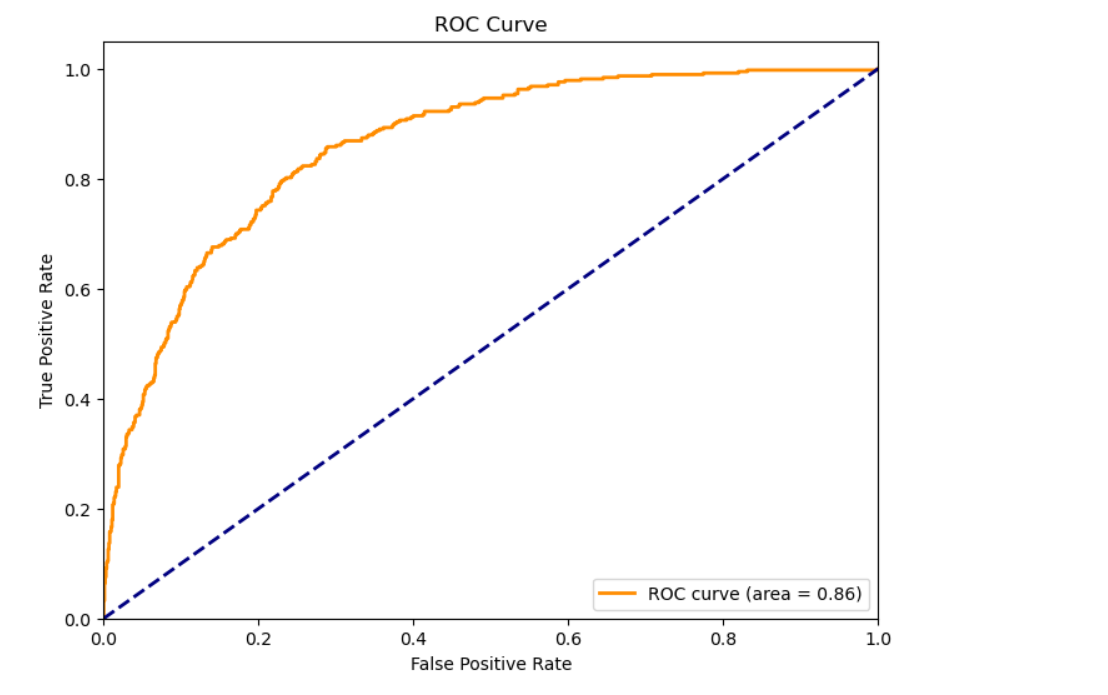 ROC Curve
True Positive Rate
1.0
0.8
0.6
0.4
0.2
0.0
0.0 0.2 0.4 0.6 0.8 1.0
False Positive Rate
ROC curve (area = 0.86)